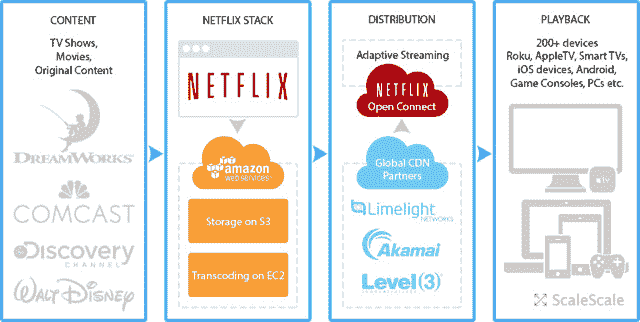 CONTENT
TV Shows,
Movies,
Original Content
DREAMWORKS
COMCAST
Discovery
CHANNEL
WALT DISNEY
NETFLIX STACK
NETFLIX
amazon
web services
Storage on S3
Transcoding on EC2
DISTRIBUTION
Adaptive Streaming
NETFLIX
Open Connect
Global CDN
Partners
Limelight
NETWORKS
Akamai
Level(3)
PLAYBACK
200+ devices
Roku, AppleTV, Smart TVs,
iOS devices, Android,
Game Consoles, PCs etc.
tv
ScaleScale